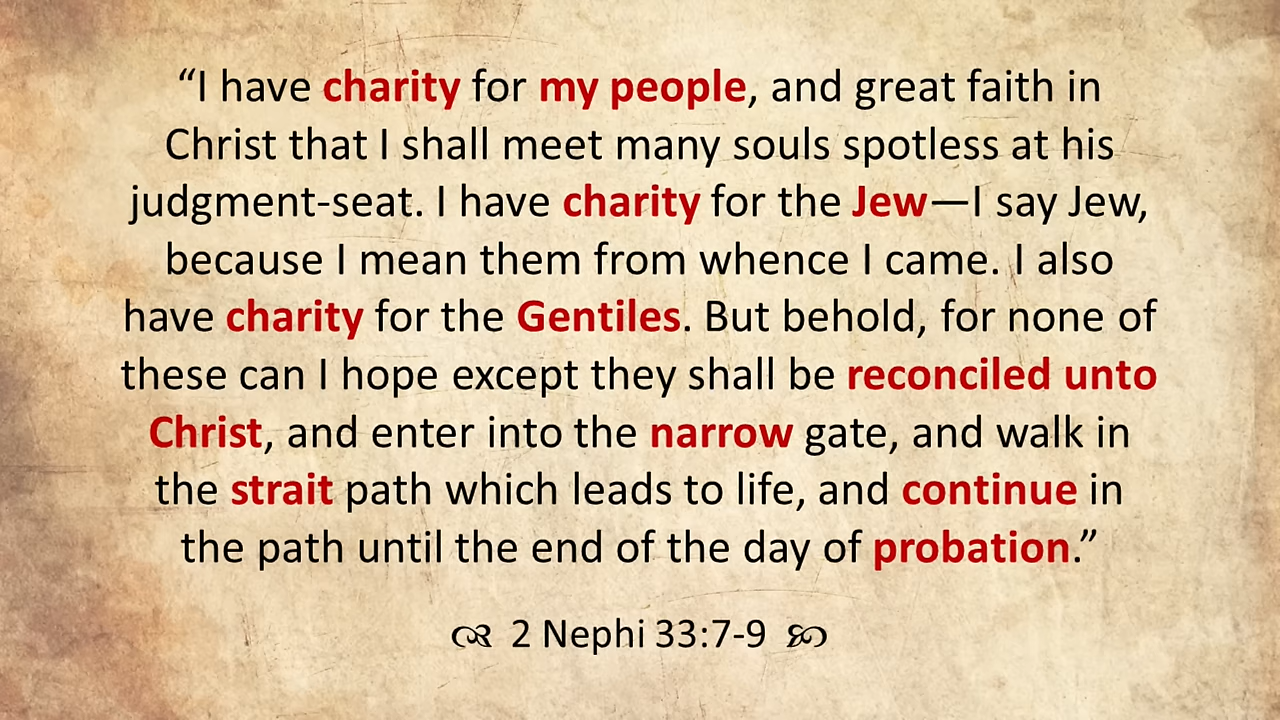 “I have charity for my people, and great faith in
Christ that I shall meet many souls spotless at his
judgment-seat. I have charity for the Jew—I say Jew,
because I mean them from whence I came. I also
have charity for the Gentiles. But behold, for none of
these can I hope except they shall be reconciled unto
Christ, and enter into the narrow gate, and walk in
the strait path which leads to life, and continue in
the path until the end of the day of probation.”
2 Nephi 33:7-9